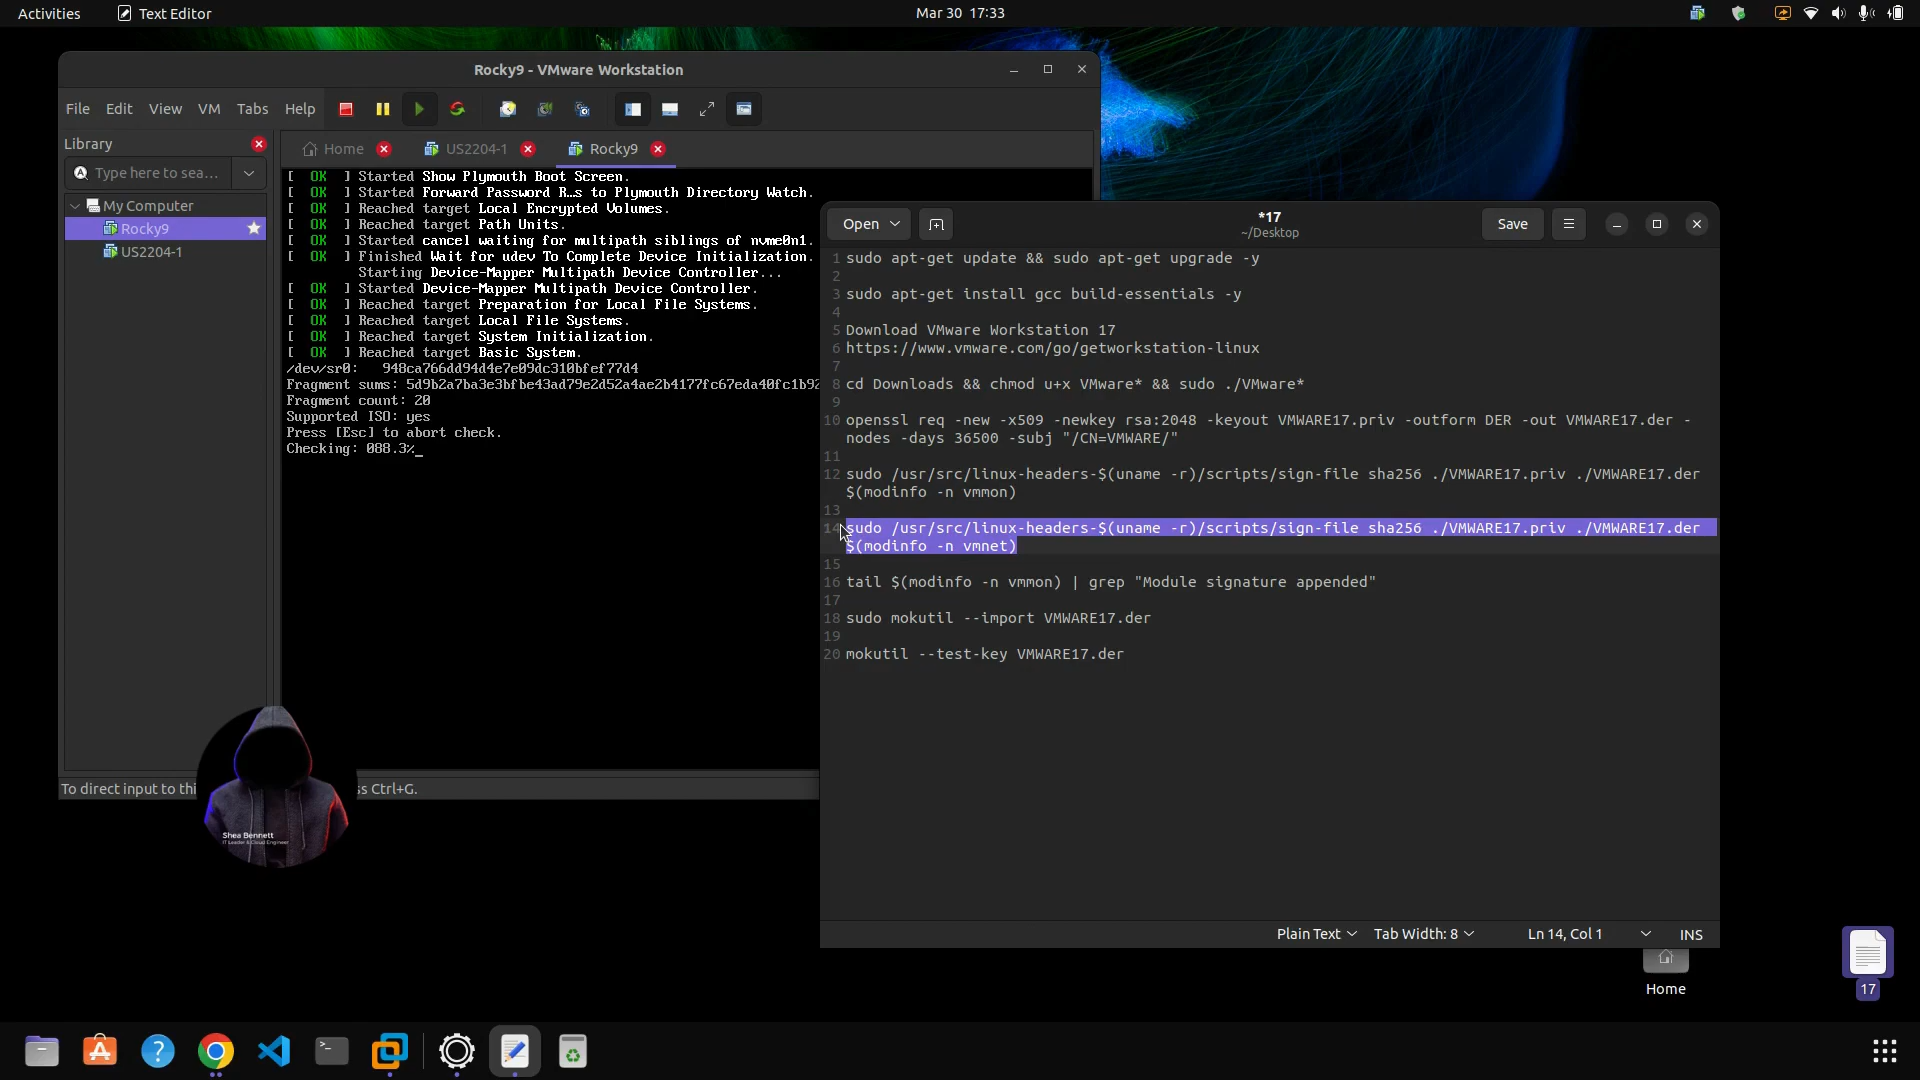 Activities
Text Editor
Mar 30 17:33
Rocky9 - VMware Workstation
File Edit View VM Tabs Help
Library
Type here to sea...
My Computer
Rocky9
US2204-1
Home
US2204-1
Rocky9
[ OK ] Started Show Plymouth Boot Screen.
[ OK ] Started Forward Password R…s to Plymouth Directory Watch.
[ OK ] Reached target Local Encrypted Volumes.
[ OK ] Reached target Path Units.
[ OK ] Started cancel waiting for multipath siblings of nvme0n1.
[ OK ] Finished Wait for udev To Complete Device Initialization.
Starting Device-Mapper Multipath Device Controller...
[ OK ] Started Device-Mapper Multipath Device Controller.
[ OK ] Reached target Preparation for Local File Systems.
[ OK ] Reached target Local File Systems.
[ OK ] Reached target System Initialization.
[ OK ] Reached target Basic System.
/dev/sr0: 948ca766dd94d4e7e09dc310bfef77d4
Fragment sums: 5d9b2a7ba3e3bfbe43ad79e2d52a4ae2b4177fc67eda40fc1b92
Fragment count: 20
Supported ISO: yes
Press [Esc] to abort check.
Checking: 088.3%_
To direct input to thi
ss Ctrl+G.
Shea Bennett
IT Leader & Cloud Engineer
Open
*17
~/Desktop
Save
1 sudo apt-get update && sudo apt-get upgrade -y
2
3 sudo apt-get install gcc build-essentials -y
4
5 Download VMware Workstation 17
6 https://www.vmware.com/go/getworkstation-linux
7
8 cd Downloads && chmod u+x VMware* && sudo ./VMware*
9
10 openssl req -new -x509 -newkey rsa:2048 -keyout VMWARE17.priv -outform DER -out VMWARE17.der -
nodes -days 36500 -subj "/CN=VMWARE/"
11
12 sudo /usr/src/linux-headers-$(uname -r)/scripts/sign-file sha256 ./VMWARE17.priv ./VMWARE17.der
$(modinfo -n vmmon)
13
14 sudo /usr/src/linux-headers-$(uname -r)/scripts/sign-file sha256 ./VMWARE17.priv ./VMWARE17.der
$(modinfo -n vmnet)
15
16 tail $(modinfo -n vmmon) | grep "Module signature appended"
17
18 sudo mokutil --import VMWARE17.der
19
20 mokutil --test-key VMWARE17.der
Plain Text
Tab Width: 8
Ln 14, Col 1
INS
Home
17